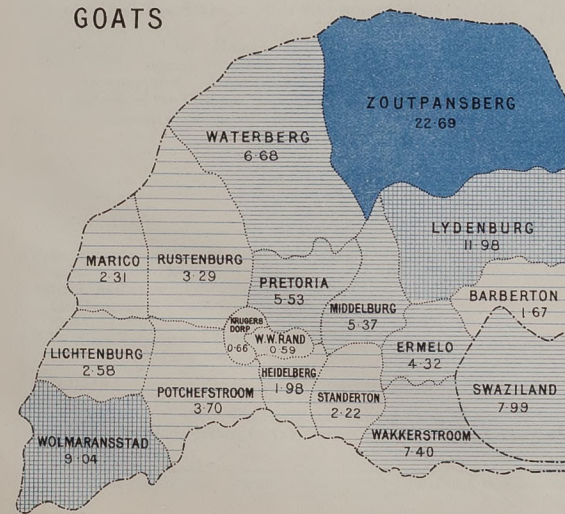 GOATS
ZOUTPANSBERG
22·69
WATERBERG
6·68
LYDENBURG
11·98
MARICO
2·31
RUSTENBURG
3·29
PRETORIA
5·53
BARBERTON
1·67
MIDDELBURG
5·37
KRUGERS
DORP
0·66
W.W.RAND
0·59
ERMELO
4·32
LICHTENBURG
2·58
HEIDELBERG
1·98
POTCHEFSTROOM
3·70
STANDERTON
2·22
SWAZILAND
7·99
WOLMARANSSTAD
9·04
WAKKERSTROOM
7·40